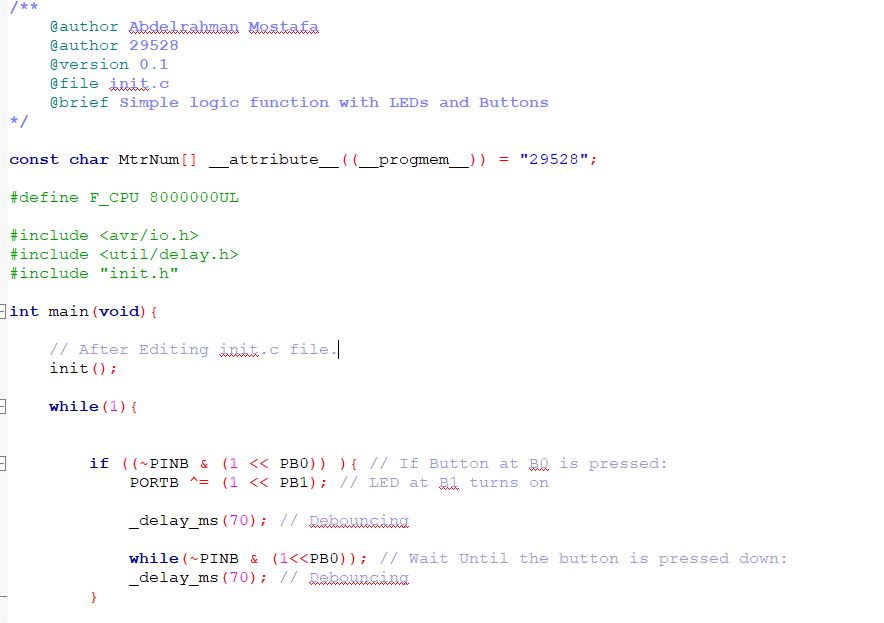 /**
@author Abdelrahman Mostafa
@author 29528
@version 0.1
@file init.c
@brief Simple logic function with LEDs and Buttons
*/
const char MtrNum[] __attribute__((__progmem__)) = "29528";
#define F_CPU 8000000UL
#include <avr/io.h>
#include <util/delay.h>
#include "init.h"
int main(void){
// After Editing init.c file.
init();
while(1){
if ((~PINB & (1 << PB0)) ){ // If Button at B0 is pressed:
PORTB ^= (1 << PB1); // LED at B1 turns on
_delay_ms(70); // Debouncing
while(~PINB & (1<<PB0)); // Wait Until the button is pressed down:
_delay_ms(70); // Debouncing
}